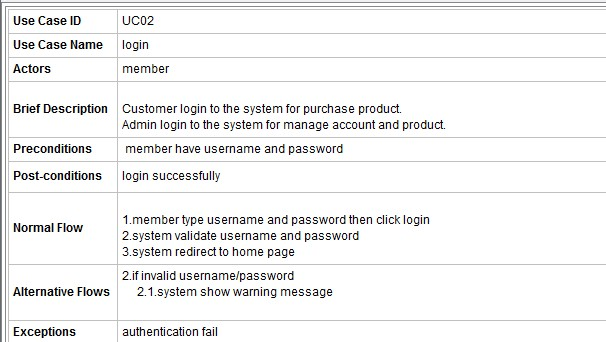 Use Case ID UC02
Use Case Name login
Actors member
Brief Description Customer login to the system for purchase product.
Admin login to the system for manage account and product.
Preconditions member have username and password
Post-conditions login successfully
Normal Flow 1.member type username and password then click login
2.system validate username and password
3.system redirect to home page
Alternative Flows 2.if invalid username/password
2.1.system show warning message
Exceptions authentication fail